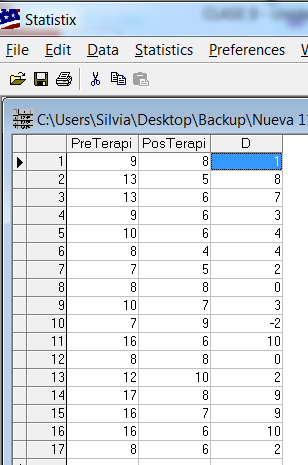 Statistix
File Edit Data Statistics Preferences Window
C:\Users\Silvia\Desktop\Backup\Nueva 1
PreTerapi PosTerapi D
1 9 8 1
2 13 5 8
3 13 6 7
4 9 6 3
5 10 6 4
6 8 4 4
7 7 5 2
8 8 8 0
9 10 7 3
10 7 9 -2
11 16 6 10
12 8 8 0
13 12 10 2
14 17 8 9
15 16 7 9
16 16 6 10
17 8 6 2